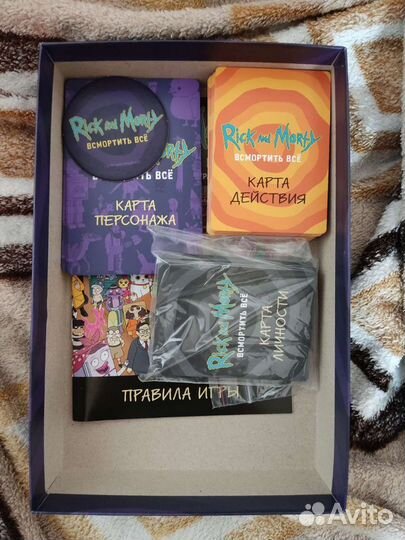 Rick and Morty
ВСМОРТИТЬ ВСЁ
ВСМОРТИТЬ ВСЁ
КАРТА
ПЕРСОНАЖА
Rick and Morty
ВСМОРТИТЬ ВСЁ
КАРТА
ДЕЙСТВИЯ
Rick and Morty
ВСМОРТИТЬ ВСЁ
КАРТА
ЛИЧНОСТИ
ПРАВИЛА ИГРЫ
Avito